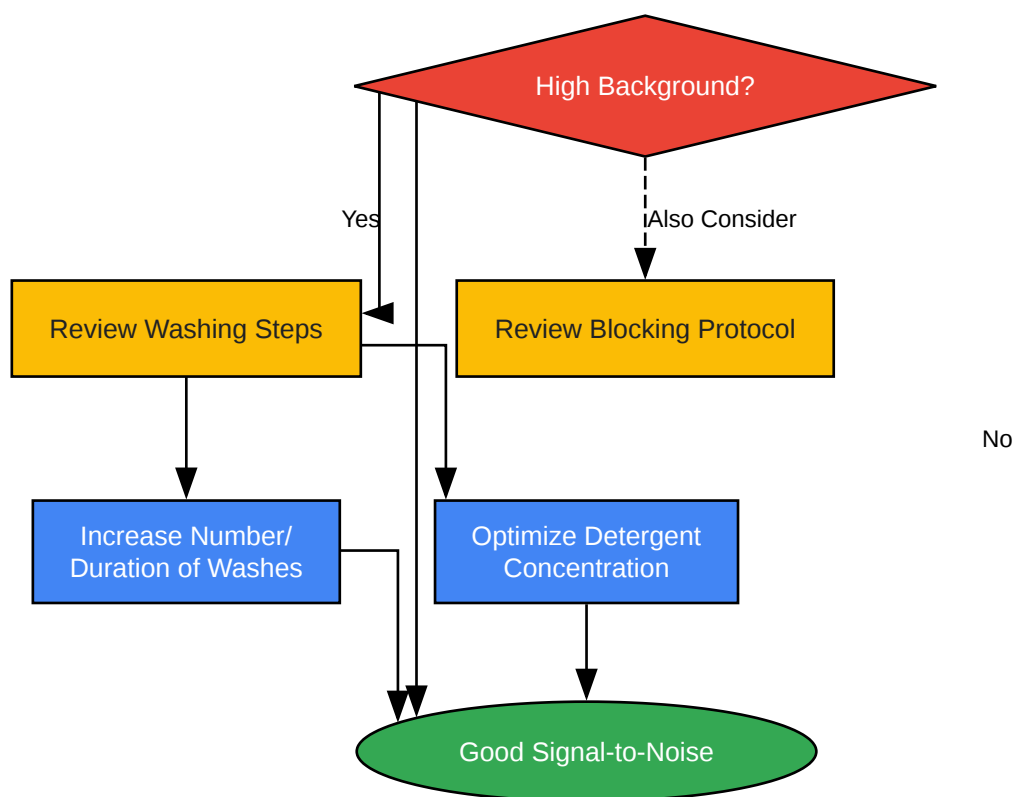 High Background?
Yes
Also Consider
Review Washing Steps
Review Blocking Protocol
No
Increase Number/
Duration of Washes
Optimize Detergent
Concentration
Good Signal-to-Noise